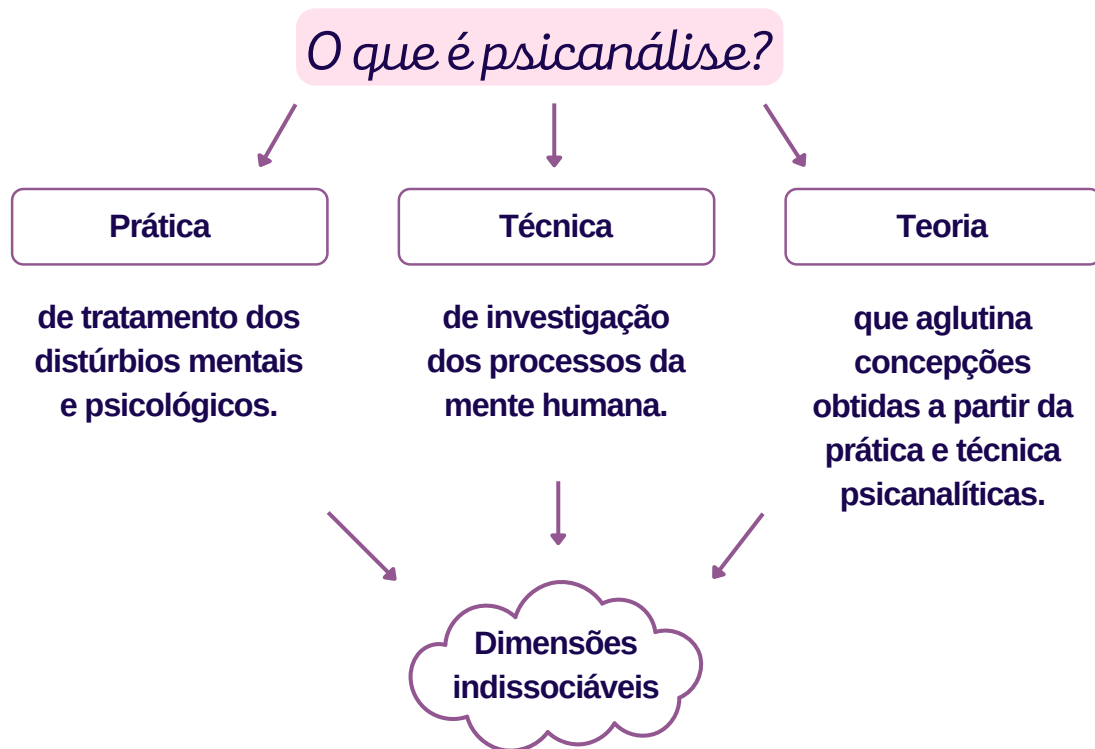 O que é psicanálise?
Prática
de tratamento dos
distúrbios mentais
e psicológicos.
Técnica
de investigação
dos processos da
mente humana.
Teoria
que aglutina
concepções
obtidas a partir da
prática e técnica
psicanalíticas.
Dimensões
indissociáveis